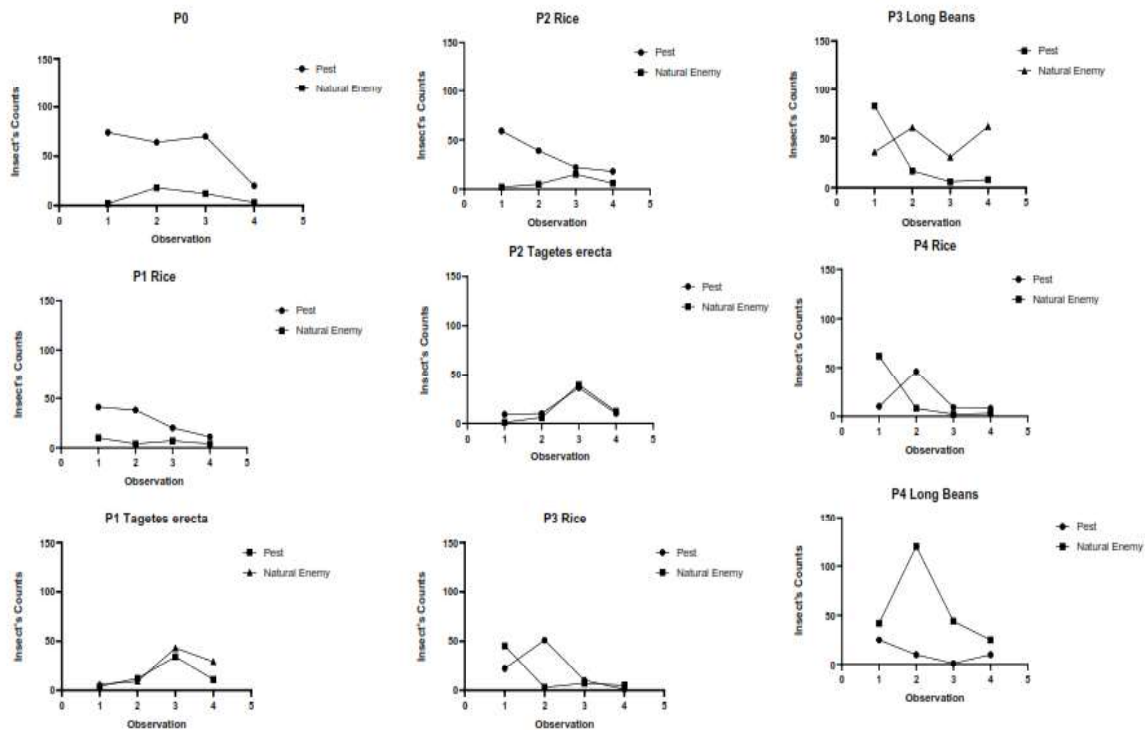 P0
Insect's Counts
150
100
50
0
0 1 2 3 4 5
Observation
Pest
Natural Enemy
P1 Rice
Insect's Counts
150
100
50
0
0 1 2 3 4 5
Observation
Pest
Natural Enemy
P1 Tagetes erecta
Insect's Counts
150
100
50
0
0 1 2 3 4 5
Observation
Pest
Natural Enemy
P2 Rice
Insect's Counts
150
100
50
0
0 1 2 3 4 5
Observation
Pest
Natural Enemy
P2 Tagetes erecta
Insect's Counts
150
100
50
0
0 1 2 3 4 5
Observation
Pest
Natural Enemy
P3 Rice
Insect's Counts
150
100
50
0
0 1 2 3 4 5
Observation
Pest
Natural Enemy
P3 Long Beans
Insect's Counts
150
100
50
0
0 1 2 3 4 5
Observation
Pest
Natural Enemy
P4 Rice
Insect's Counts
150
100
50
0
0 1 2 3 4 5
Observation
Pest
Natural Enemy
P4 Long Beans
Insect's Counts
150
100
50
0
0 1 2 3 4 5
Observation
Pest
Natural Enemy